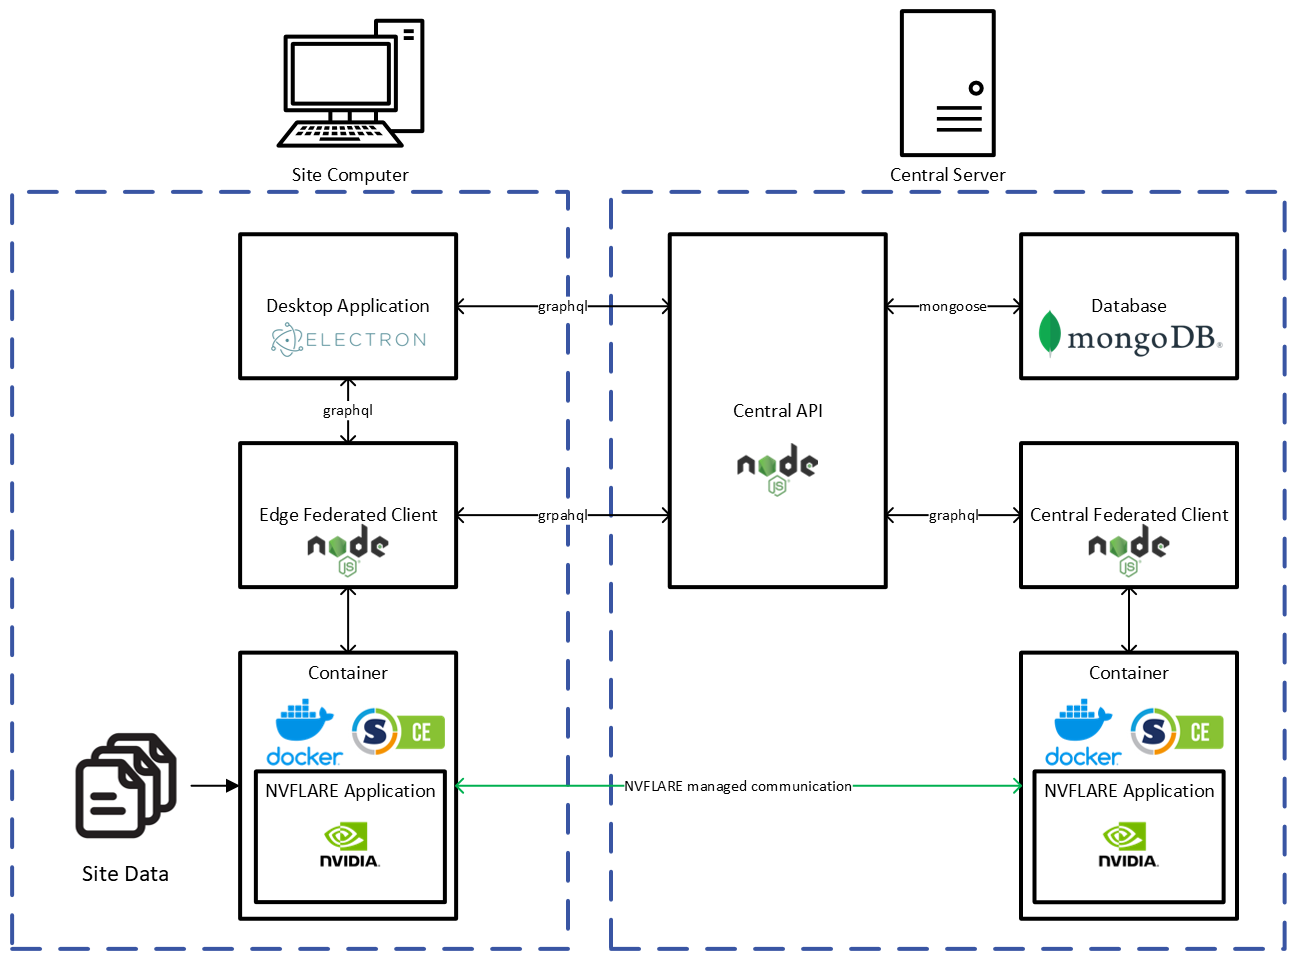 Site Computer
Central Server
Desktop Application
ELECTRON
graphql
mongoose
Database
mongoDB®
graphql
Central API
node
JS
Edge Federated Client
node
JS
grpahql
graphql
Central Federated Client
node
JS
Container
docker
S CE
NVFLARE Application
NVIDIA.
Site Data
NVFLARE managed communication
Container
docker
S CE
NVFLARE Application
NVIDIA.